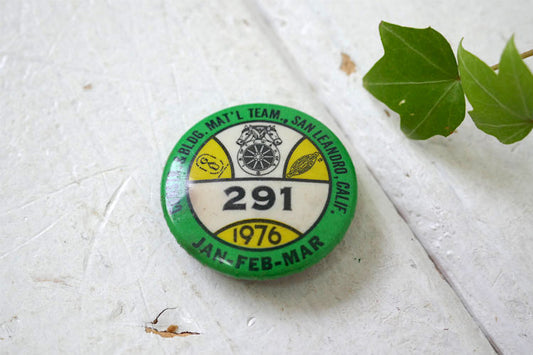 & BLDG. MAT'L TEAM., SAN LEANDRO, CALIF.
291
1976
JAN-FEB-MAR